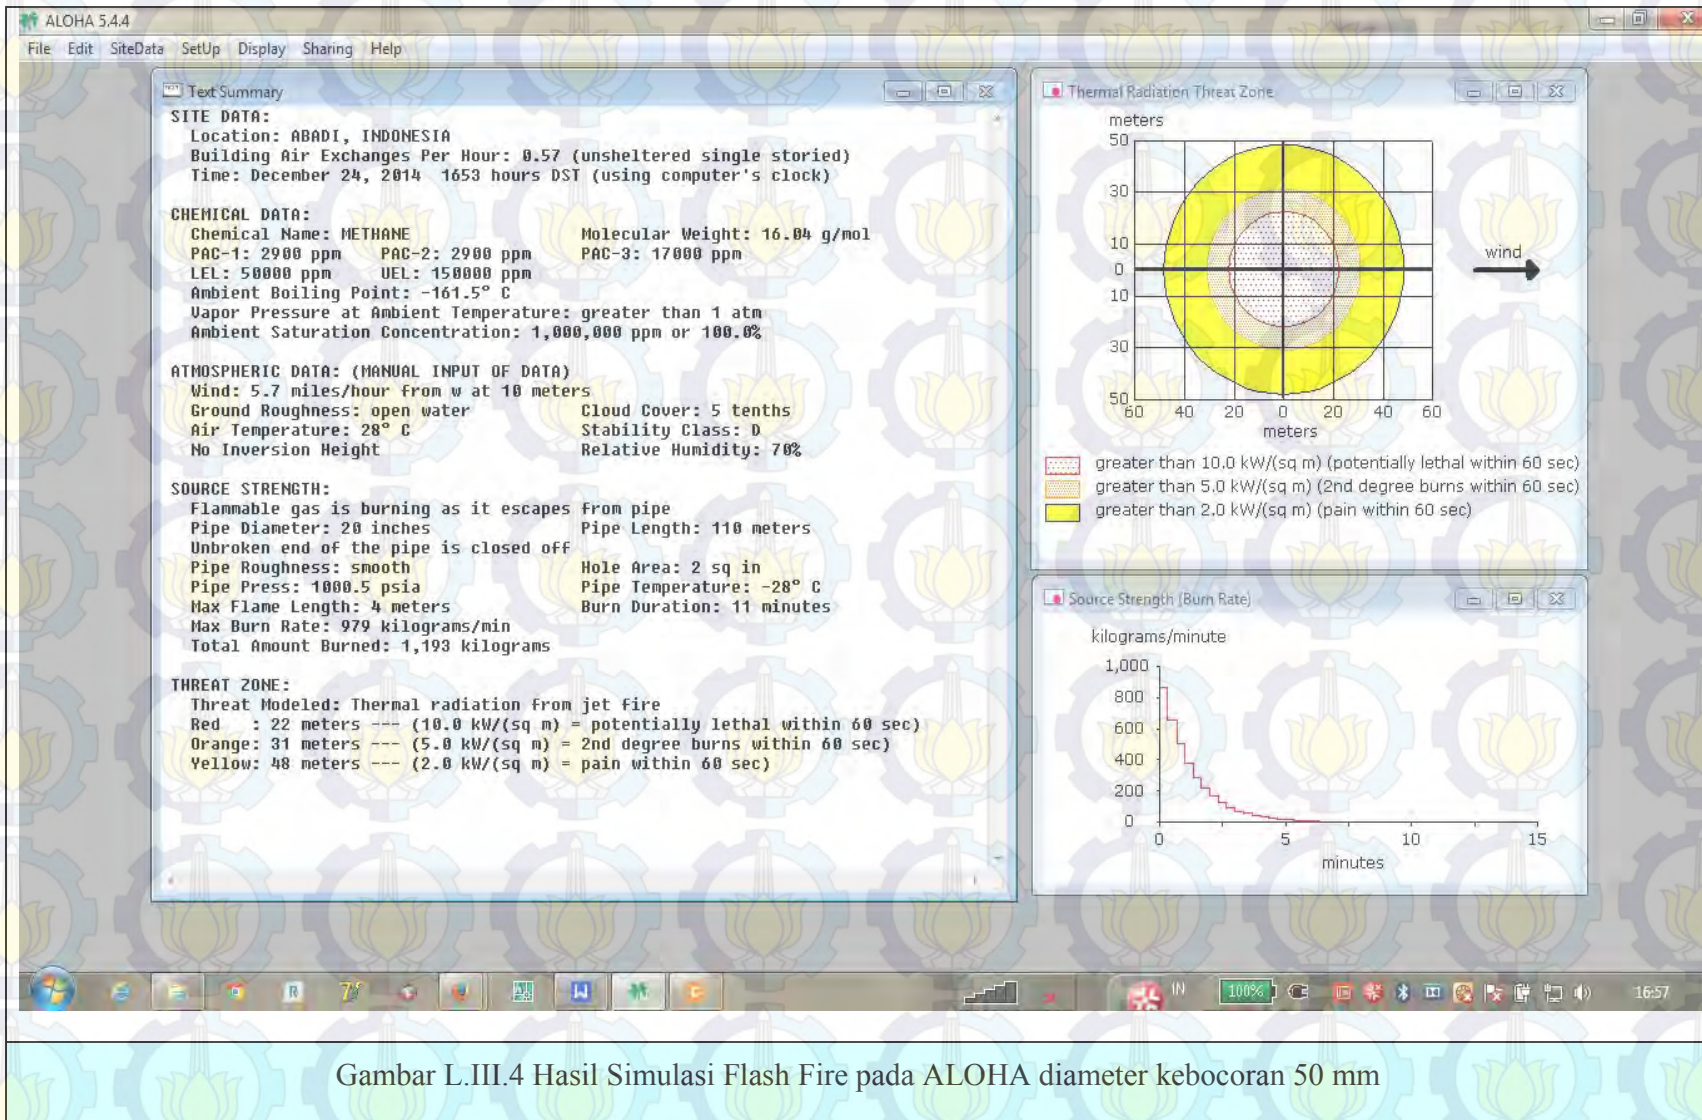 ALOHA 5.4.4
File Edit SiteData SetUp Display Sharing Help
Text Summary
SITE DATA:
Location: ABADI, INDONESIA
Building Air Exchanges Per Hour: 0.57 (unsheltered single storied)
Time: December 24, 2014 1653 hours DST (using computer's clock)
CHEMICAL DATA:
Chemical Name: METHANE Molecular Weight: 16.04 g/mol
PAC-1: 2900 ppm PAC-2: 2900 ppm PAC-3: 17000 ppm
LEL: 50000 ppm UEL: 150000 ppm
Ambient Boiling Point: -161.5° C
Vapor Pressure at Ambient Temperature: greater than 1 atm
Ambient Saturation Concentration: 1,000,000 ppm or 100.0%
ATMOSPHERIC DATA: (MANUAL INPUT OF DATA)
Wind: 5.7 miles/hour from w at 10 meters
Ground Roughness: open water Cloud Cover: 5 tenths
Air Temperature: 28° C Stability Class: D
No Inversion Height Relative Humidity: 70%
SOURCE STRENGTH:
Flammable gas is burning as it escapes from pipe
Pipe Diameter: 20 inches Pipe Length: 110 meters
Unbroken end of the pipe is closed off
Pipe Roughness: smooth Hole Area: 2 sq in
Pipe Press: 1000.5 psia Pipe Temperature: -28° C
Max Flame Length: 4 meters Burn Duration: 11 minutes
Max Burn Rate: 979 kilograms/min
Total Amount Burned: 1,193 kilograms
THREAT ZONE:
Threat Modeled: Thermal radiation from jet fire
Red : 22 meters --- (10.0 kW/(sq m) = potentially lethal within 60 sec)
Orange: 31 meters --- (5.0 kW/(sq m) = 2nd degree burns within 60 sec)
Yellow: 48 meters --- (2.0 kW/(sq m) = pain within 60 sec)
Thermal Radiation Threat Zone
meters
50
30
10
0
10
30
50
60 40 20 0 20 40 60
meters
wind
greater than 10.0 kW/(sq m) (potentially lethal within 60 sec)
greater than 5.0 kW/(sq m) (2nd degree burns within 60 sec)
greater than 2.0 kW/(sq m) (pain within 60 sec)
Source Strength (Burn Rate)
kilograms/minute
1,000
800
600
400
200
0
0 5 10 15
minutes
IN 100% 16:57
Gambar L.III.4 Hasil Simulasi Flash Fire pada ALOHA diameter kebocoran 50 mm